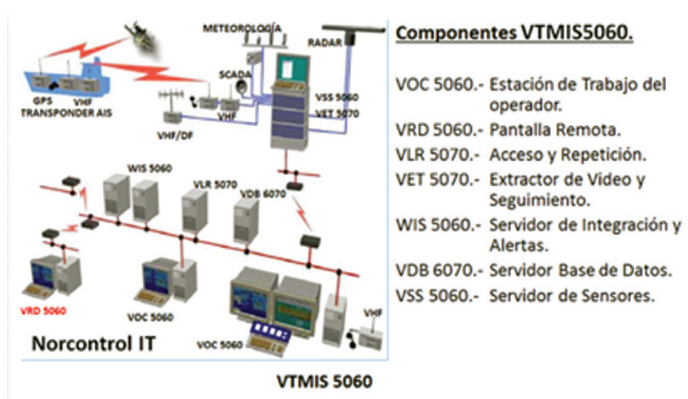 METEOROLOGÍA
RADAR
SCADA
GPS
VHF
TRANSPONDER AIS
VHF
VHF/DF
VSS 5060
VET 5070
WIS 5060
VLR 5070
VDB 6070
VRD 5060
VOC 5060
VOC 5060
VHF
Norcontrol IT
VTMIS 5060
Componentes VTMIS5060.
VOC 5060.- Estación de Trabajo del
operador.
VRD 5060.- Pantalla Remota.
VLR 5070.- Acceso y Repetición.
VET 5070.- Extractor de Video y
Seguimiento.
WIS 5060.- Servidor de Integración y
Alertas.
VDB 6070.- Servidor Base de Datos.
VSS 5060.- Servidor de Sensores.